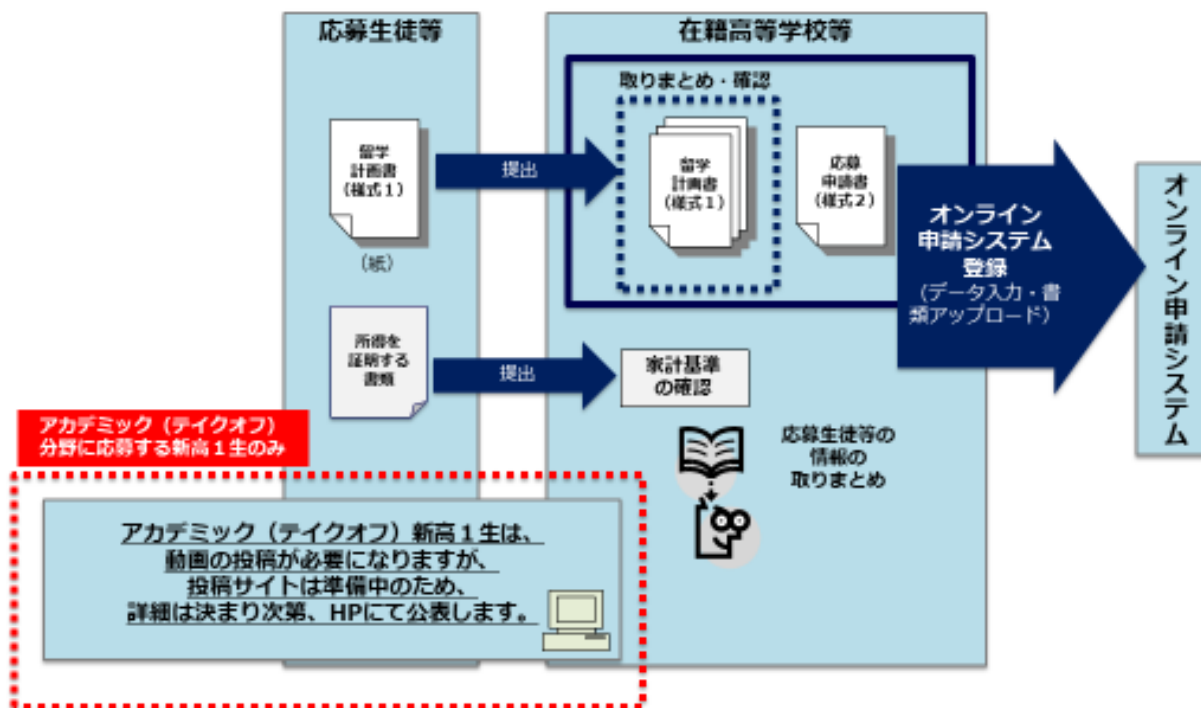 応募生徒等
在籍高等学校等
取りまとめ・確認
留学
計画書
（様式１）
（紙）
提出
留学
計画書
（様式１）
応募
申請書
（様式２）
オンライン
申請システム
登録
（データ入力・書
類アップロード）
オンライン申請システム
所得を
証明する
書類
提出
家計基準
の確認
応募生徒等の
情報の
取りまとめ
アカデミック（テイクオフ）
分野に応募する新高１生のみ
アカデミック（テイクオフ）新高１生は、
動画の投稿が必要になりますが、
投稿サイトは準備中のため、
詳細は決まり次第、HPにて公表します。